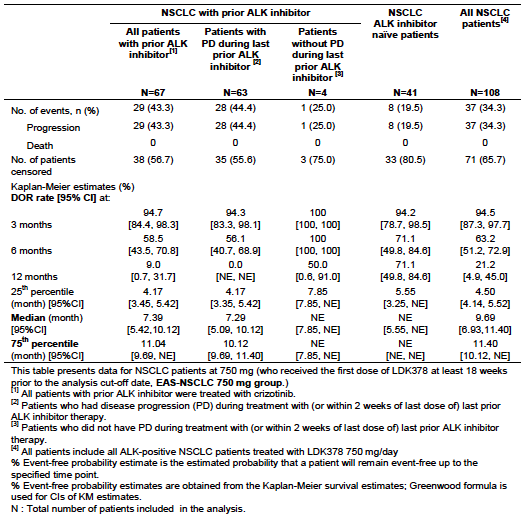 NSCLC with prior ALK inhibitor NSCLC ALK inhibitor naïve patients All NSCLC patients[4]
All patients with prior ALK inhibitor[1] Patients with PD during last prior ALK inhibitor [2] Patients without PD during last prior ALK inhibitor [3]
N=67 N=63 N=4 N=41 N=108
No. of events, n (%) 29 (43.3) 28 (44.4) 1 (25.0) 8 (19.5) 37 (34.3)
Progression 29 (43.3) 28 (44.4) 1 (25.0) 8 (19.5) 37 (34.3)
Death 0 0 0 0 0
No. of patients censored 38 (56.7) 35 (55.6) 3 (75.0) 33 (80.5) 71 (65.7)
Kaplan-Meier estimates (%)
DOR rate [95% CI] at:
94.7 94.3 100 94.2 94.5
3 months [84.4, 98.3] [83.3, 98.1] [100, 100] [78.7, 98.5] [87.3, 97.7]
58.5 56.1 100 71.1 63.2
6 months [43.5, 70.8] [40.7, 68.9] [100, 100] [49.8, 84.6] [51.2, 72.9]
9.0 0.0 50.0 71.1 21.2
12 months [0.7, 31.7] [NE, NE] [0.6, 91.0] [49.8, 84.6] [4.9, 45.0]
25th percentile 4.17 4.17 7.85 5.55 4.50
(month) [95%CI] [3.45, 5.42] [3.35, 5.42] [7.85, NE] [3.25, NE] [4.14, 5.52]
Median (month) 7.39 7.29 NE NE 9.69
[95%CI] [5.42,10.12] [5.09, 10.12] [7.85, NE] [5.55, NE] [6.93,11.40]
75th percentile 11.04 10.12 NE NE 11.40
(month) [95%CI] [9.69, NE] [9.69, 11.40] [7.85, NE] [NE, NE] [10.12, NE]
This table presents data for NSCLC patients at 750 mg (who received the first dose of LDK378 at least 18 weeks
prior to the analysis cut-off date, EAS-NSCLC 750 mg group.)
[1] All patients with prior ALK inhibitor were treated with crizotinib.
[2] Patients who had disease progression (PD) during treatment with (or within 2 weeks of last dose of) last prior
ALK inhibitor therapy.
[3] Patients who did not have PD during treatment with (or within 2 weeks of last dose of) last prior ALK inhibitor
therapy.
[4] All patients include all ALK-positive NSCLC patients treated with LDK378 750 mg/day
% Event-free probability estimate is the estimated probability that a patient will remain event-free up to the
specified time point.
% Event-free probability estimates are obtained from the Kaplan-Meier survival estimates; Greenwood formula is
used for CIs of KM estimates.
N : Total number of patients included in the analysis.